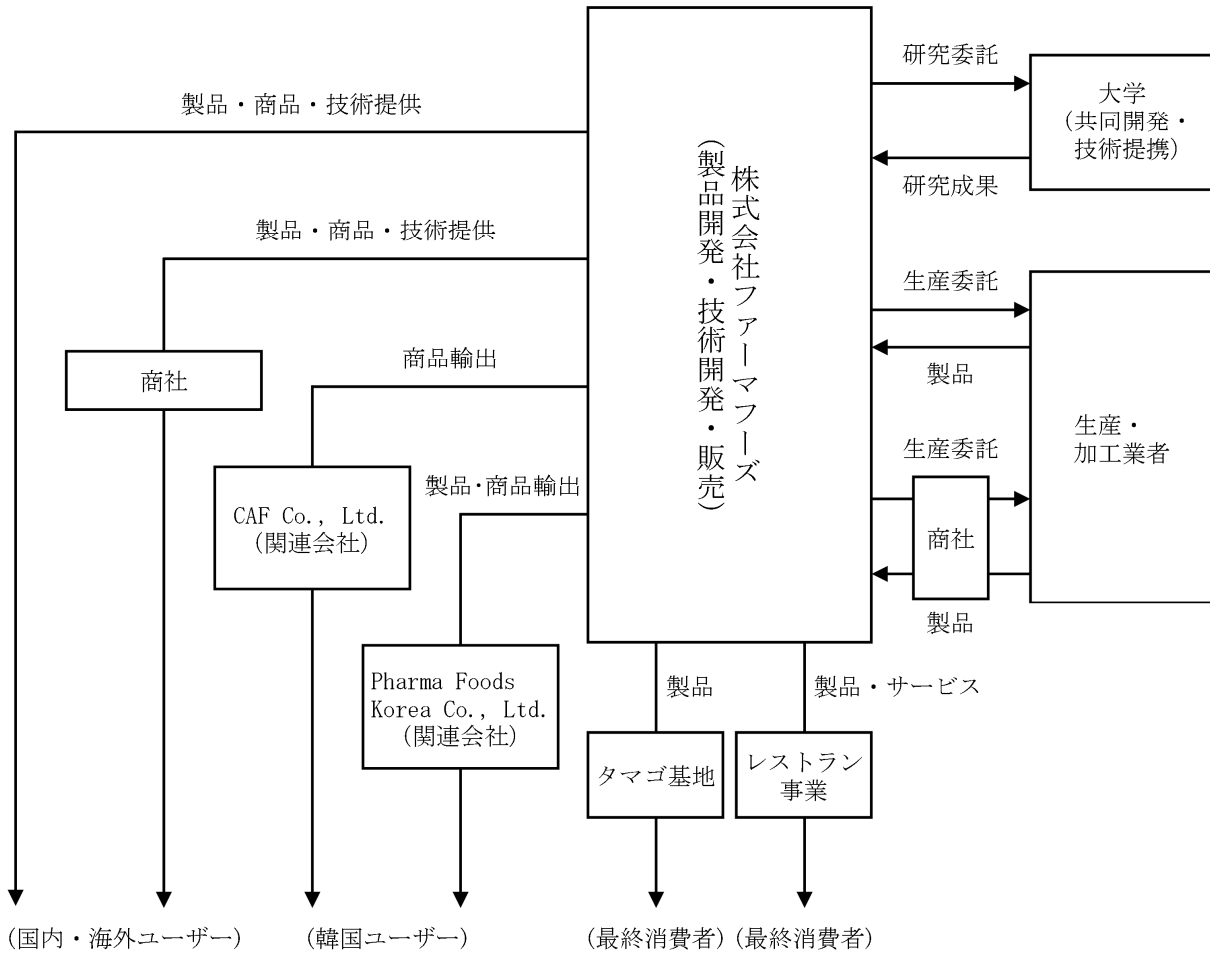 研究委託
大学
(共同開発・
技術提携)
研究成果
製品・商品・技術提供
株式会社ファーマフーズ
(製品開発・技術開発・販売)
製品・商品・技術提供
生産委託
製品
商社
商品輸出
生産・
加工業者
生産委託
商社
製品
製品・商品輸出
CAF Co., Ltd.
(関連会社)
Pharma Foods
Korea Co., Ltd.
(関連会社)
製品
製品・サービス
タマゴ基地
レストラン
事業
(国内・海外ユーザー)
(韓国ユーザー)
(最終消費者)
(最終消費者)